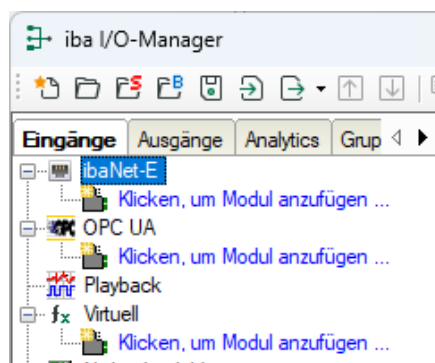 iba I/O-Manager
Eingänge Ausgänge Analytics Grup
ibaNet-E
Klicken, um Modul anzufügen ...
OPC UA
Klicken, um Modul anzufügen ...
Playback
Virtuell
Klicken, um Modul anzufügen ...